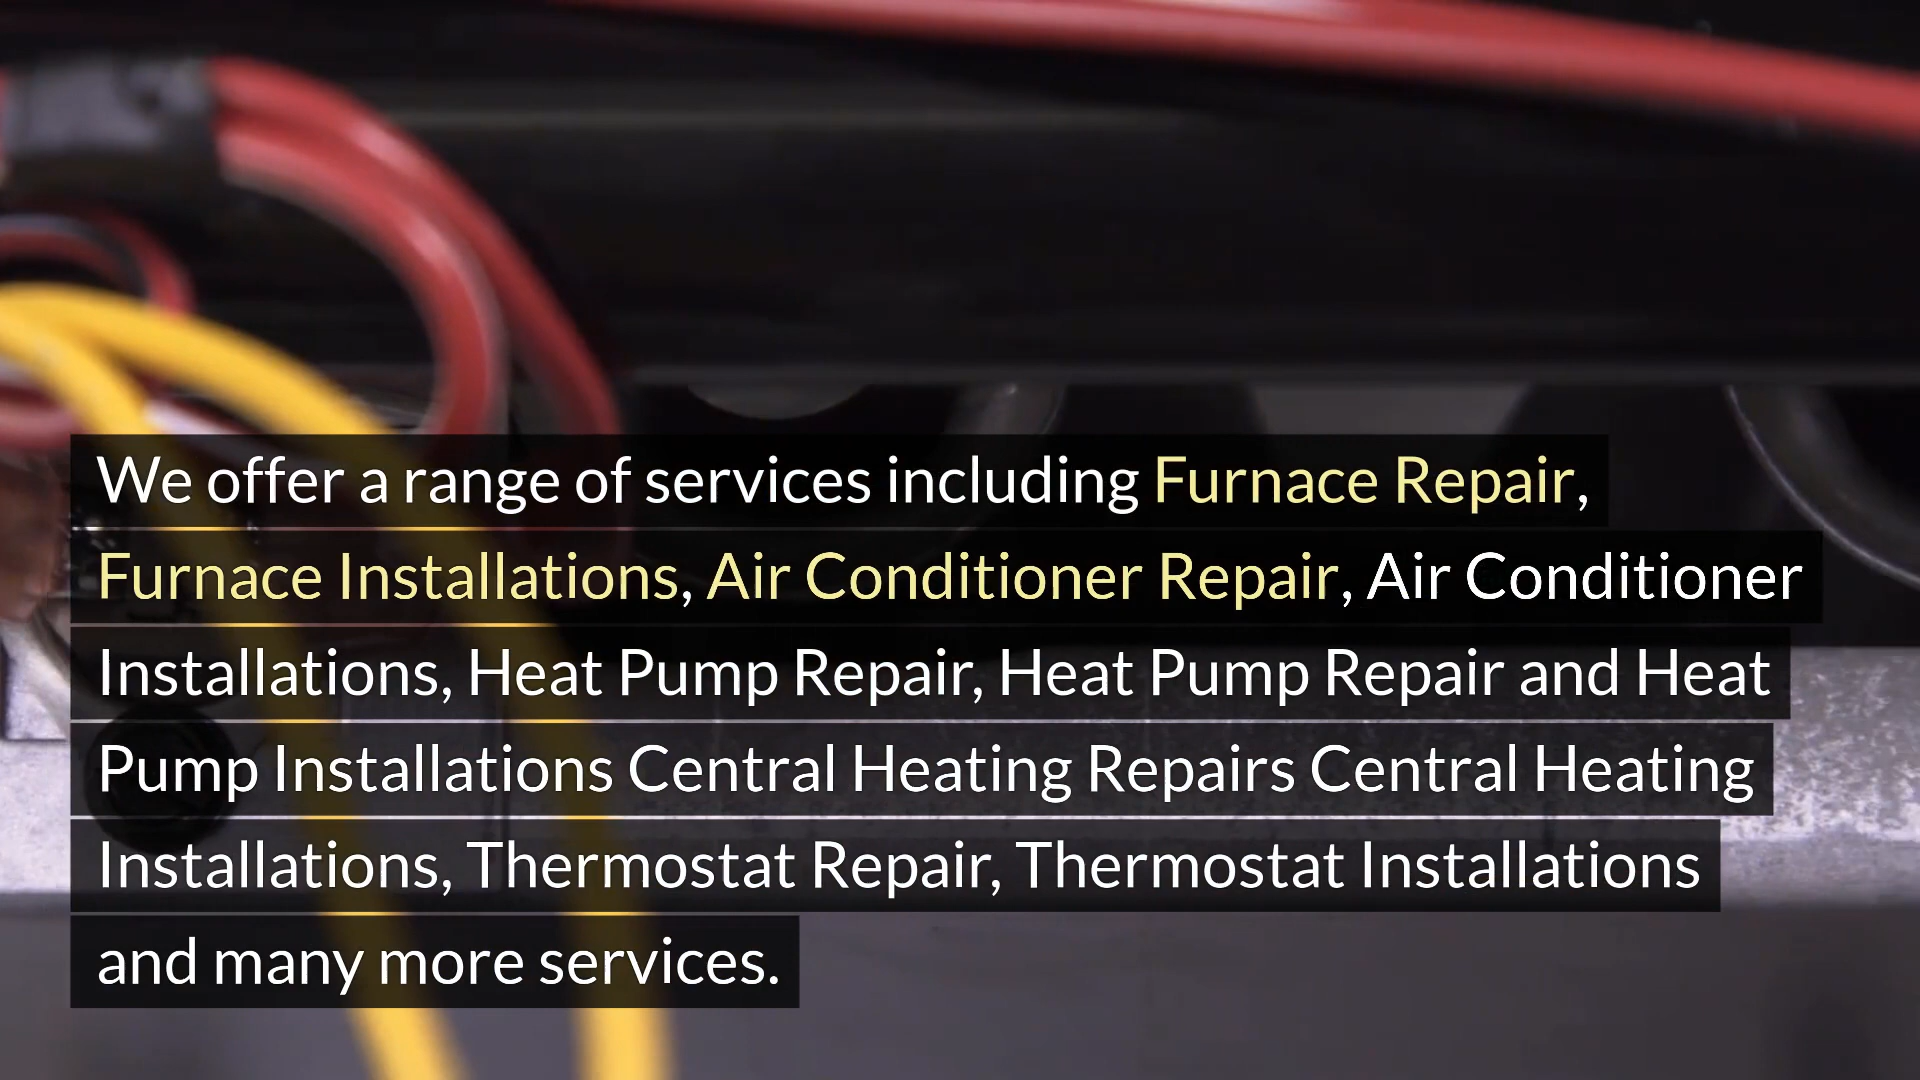 We offer a range of services including Furnace Repair,
Furnace Installations, Air Conditioner Repair, Air Conditioner
Installations, Heat Pump Repair, Heat Pump Repair and Heat
Pump Installations Central Heating Repairs Central Heating
Installations, Thermostat Repair, Thermostat Installations
and many more services.